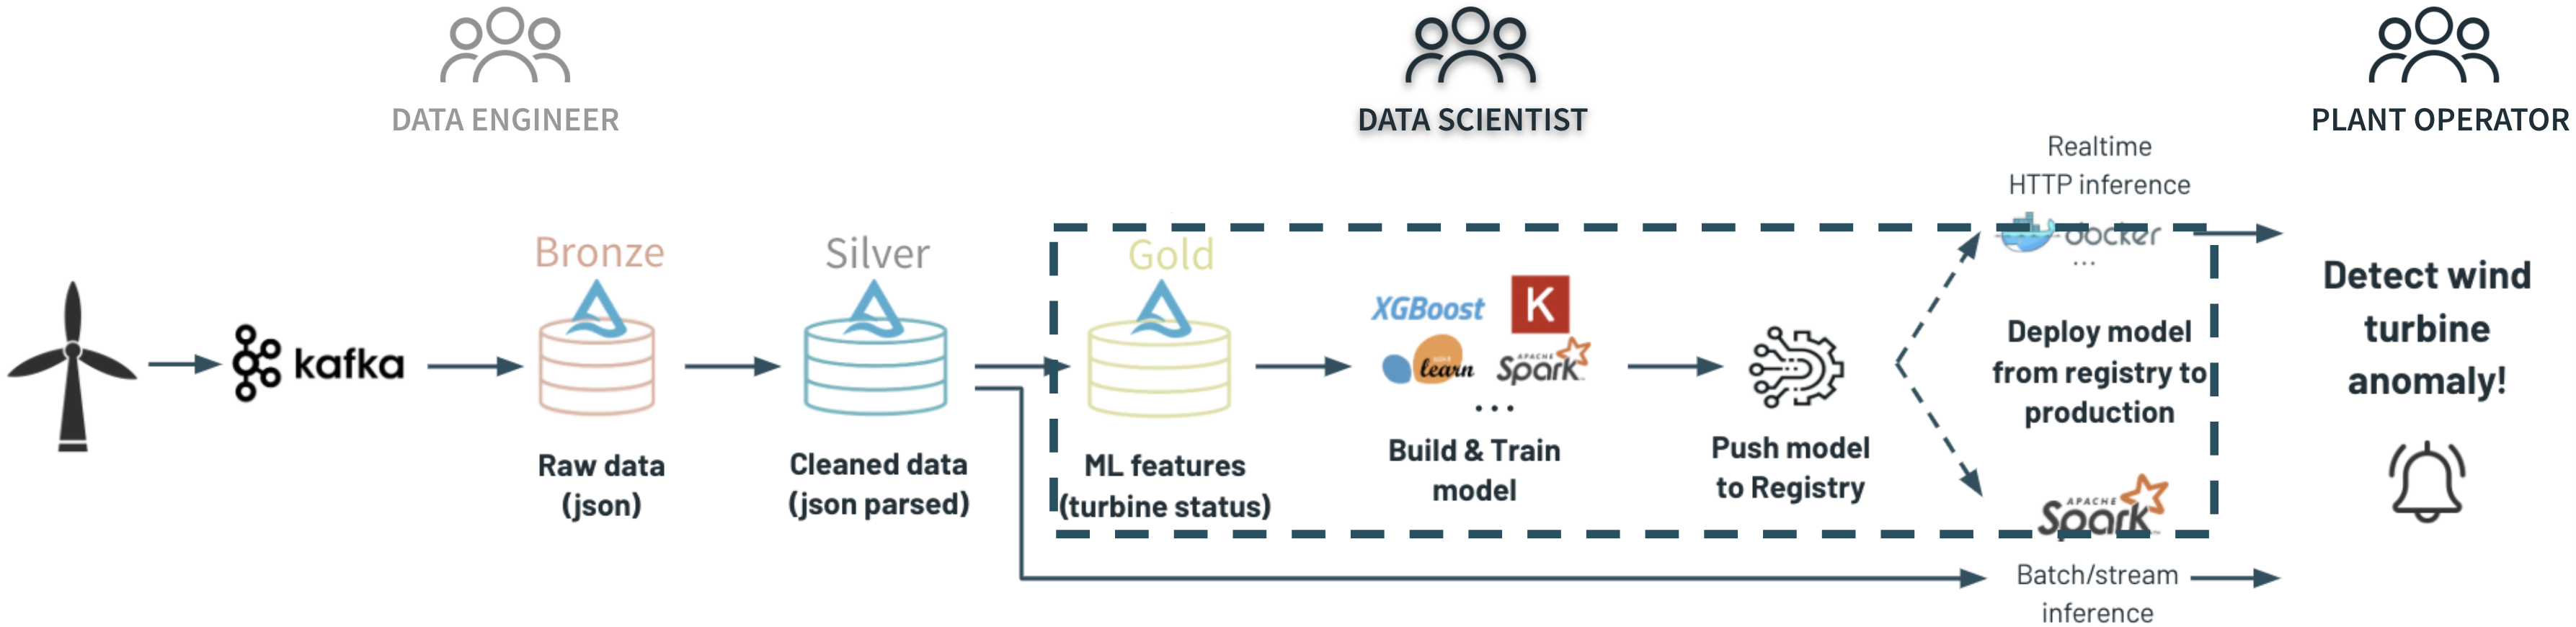 DATA ENGINEER
DATA SCIENTIST
PLANT OPERATOR
Realtime
HTTP inference
Bronze
Silver
Gold
docker
...
kafka
XGBoost
K
learn
APACHE
Spark
...
Raw data
(json)
Cleaned data
(json parsed)
ML features
(turbine status)
Build & Train
model
Push model
to Registry
Deploy model
from registry to
production
APACHE
Spark
Batch/stream
inference
Detect wind
turbine
anomaly!